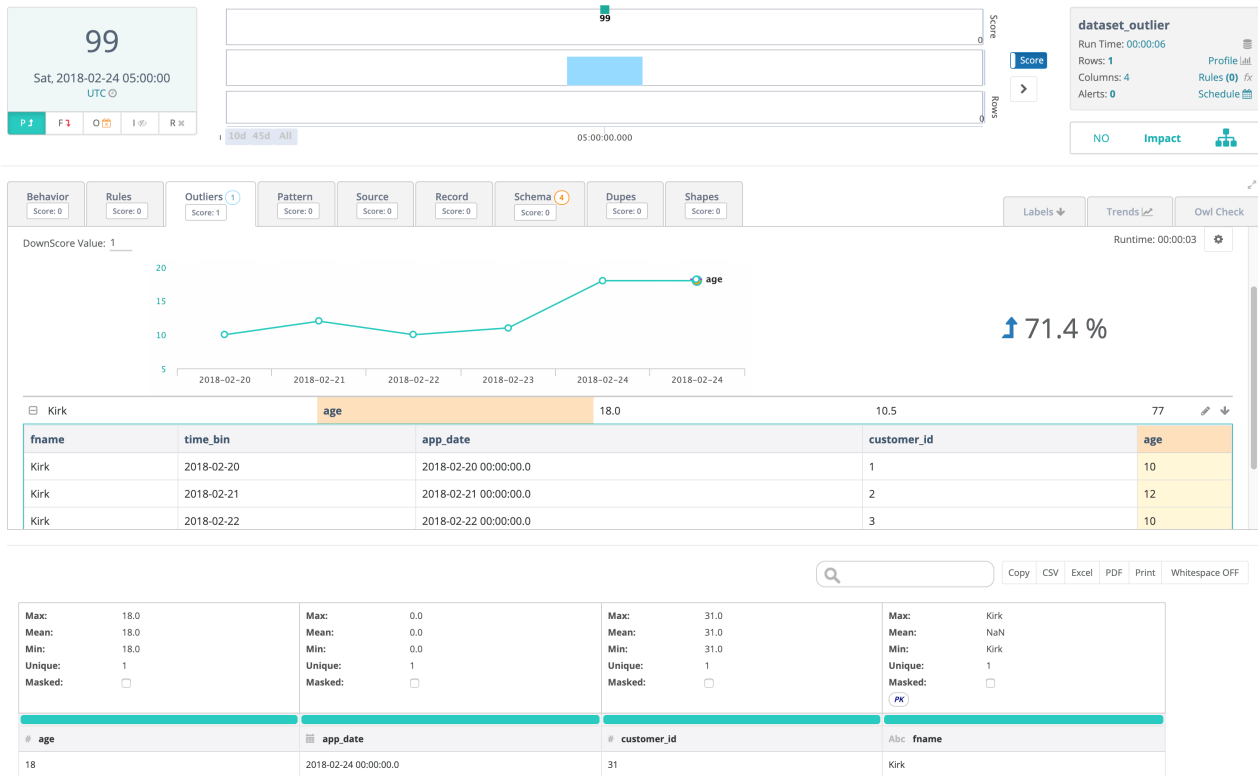 99
Sat, 2018-02-24 05:00:00
UTC
P F O I R
99
Score
0
Rows
0
10d 45d All
05:00:00.000
Score
dataset_outlier
Run Time: 00:00:06
Rows: 1 Profile
Columns: 4 Rules (0) fx
Alerts: 0 Schedule
NO Impact
Behavior Rules Outliers 1 Pattern Source Record Schema 4 Dupes Shapes
Score: 0 Score: 0 Score: 1 Score: 0 Score: 0 Score: 0 Score: 0 Score: 0 Score: 0
Labels Trends Owl Check
DownScore Value: 1
Runtime: 00:00:03
20
15
10
5
age
2018-02-20 2018-02-21 2018-02-22 2018-02-23 2018-02-24 2018-02-24
71.4 %
Kirk age 18.0 10.5 77
fname time_bin app_date customer_id age
Kirk 2018-02-20 2018-02-20 00:00:00.0 1 10
Kirk 2018-02-21 2018-02-21 00:00:00.0 2 12
Kirk 2018-02-22 2018-02-22 00:00:00.0 3 10
Copy CSV Excel PDF Print Whitespace OFF
Max: 18.0 Max: 0.0 Max: 31.0 Max: Kirk
Mean: 18.0 Mean: 0.0 Mean: 31.0 Mean: NaN
Min: 18.0 Min: 0.0 Min: 31.0 Min: Kirk
Unique: 1 Unique: 1 Unique: 1 Unique: 1
Masked: Masked: Masked: Masked:
PK
# age app_date # customer_id Abc fname
18 2018-02-24 00:00:00.0 31 Kirk